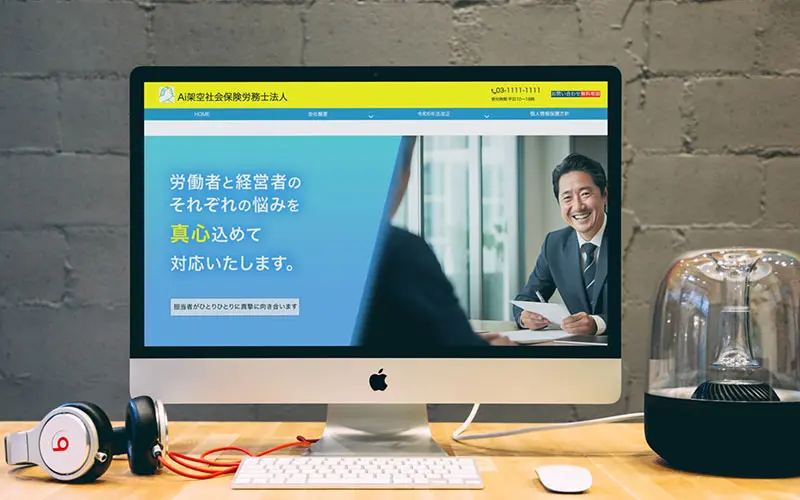 Ai架空社会保険労務士法人
03-1111-1111
受付時間 平日10〜18時
お問い合わせ無料相談
HOME
会社概要
令和6年法改正
個人情報保護方針
労働者と経営者の
それぞれの悩みを
真心込めて
対応いたします。
担当者がひとりひとりに真摯に向き合います